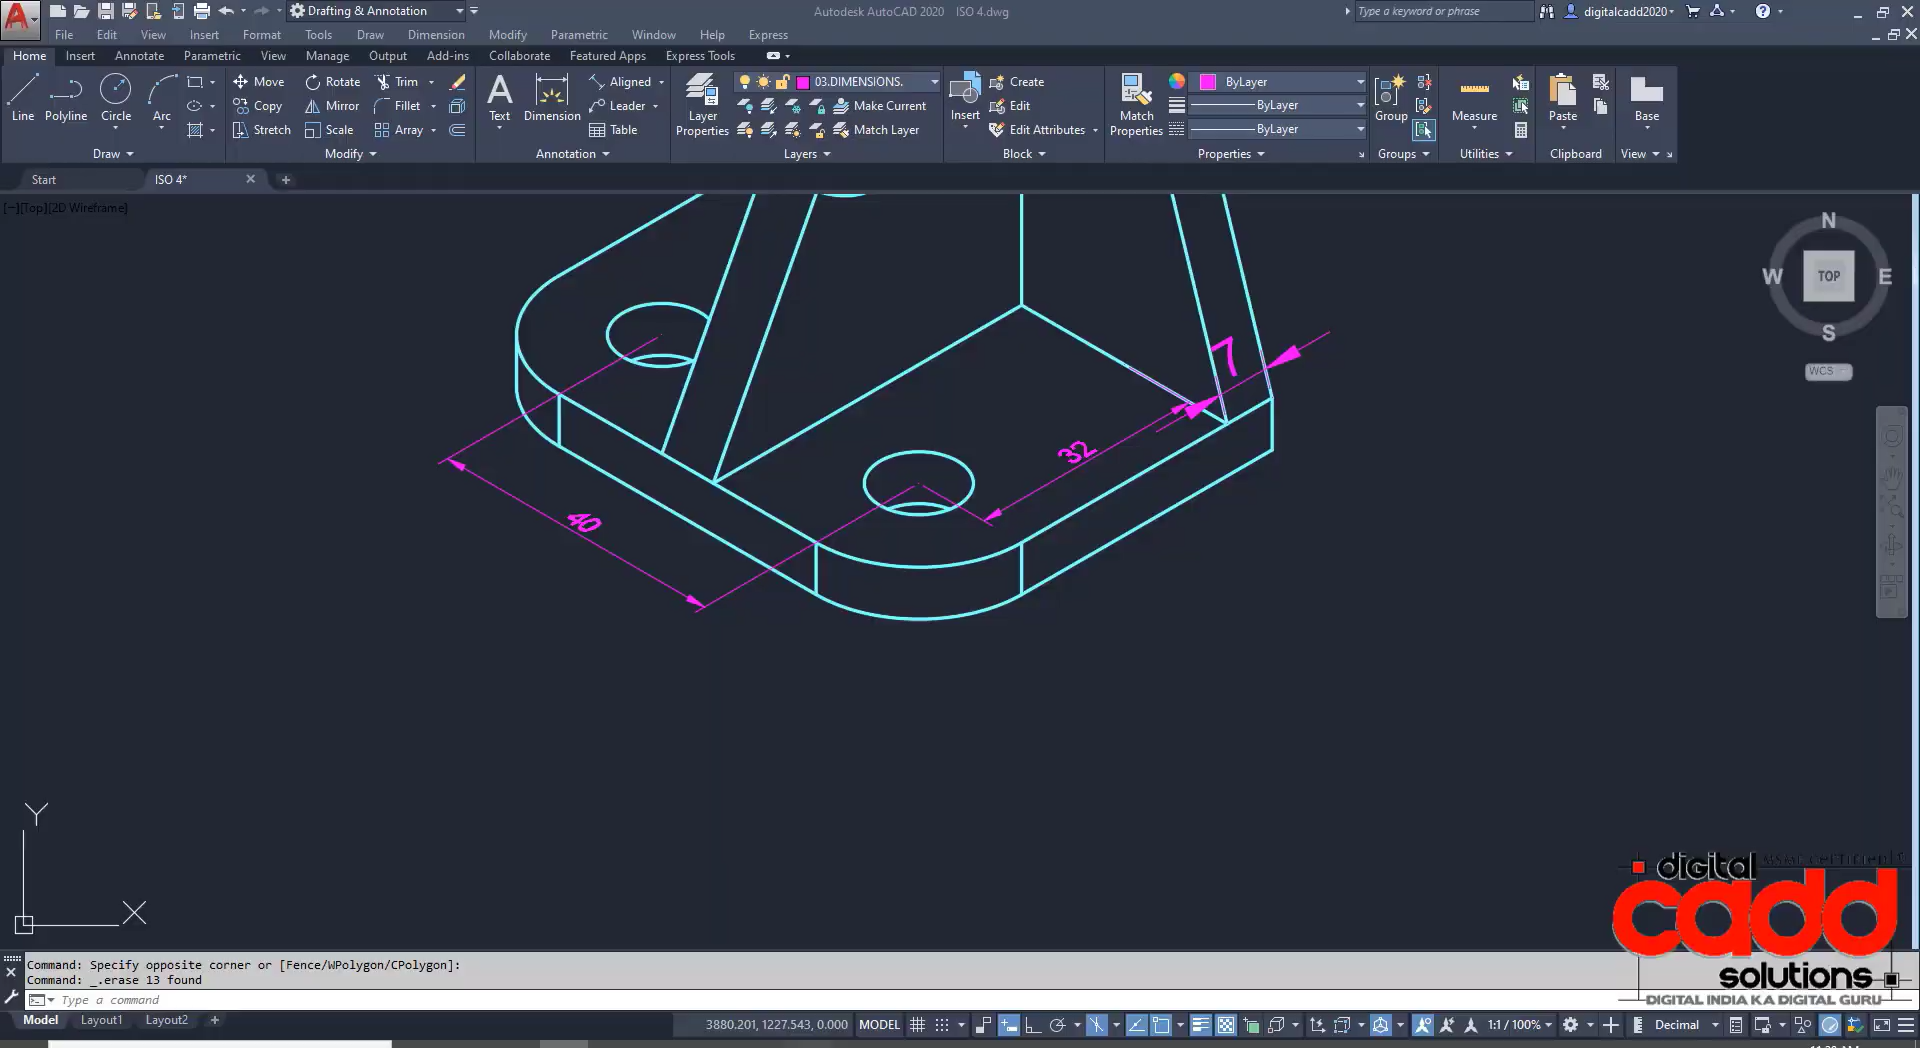 Drafting & Annotation
Autodesk AutoCAD 2020 ISO 4.dwg
Type a keyword or phrase
digitalcadd2020
File Edit View Insert Format Tools Draw Dimension Modify Parametric Window Help Express
Home Insert Annotate Parametric View Manage Output Add-ins Collaborate Featured Apps Express Tools
Line Polyline Circle Arc
Move Rotate Trim
Copy Mirror Fillet
Stretch Scale Array
Text Dimension
Aligned
Leader
Table
Layer Properties
03.DIMENSIONS.
Make Current
Match Layer
Insert
Create
Edit
Edit Attributes
Match Properties
ByLayer
ByLayer
ByLayer
Group
Measure
Paste
Base
Draw Modify Annotation Layers Block Properties Groups Utilities Clipboard View
Start ISO 4*
[−][Top][2D Wireframe]
N
W TOP E
S
WCS
7
32
40
Y
X
digital
cadd
solutions
DIGITAL INDIA KA DIGITAL GURU
Command: Specify opposite corner or [Fence/WPolygon/CPolygon]:
Command: _.erase 13 found
Type a command
Model Layout1 Layout2
3880.201, 1227.543, 0.000 MODEL 1:1 / 100% Decimal